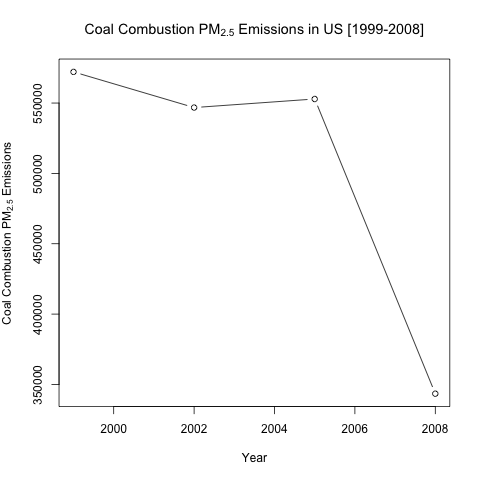 Coal Combustion PM2.5 Emissions in US [1999-2008]
Coal Combustion PM2.5 Emissions
550000
500000
450000
400000
350000
2000 2002 2004 2006 2008
Year